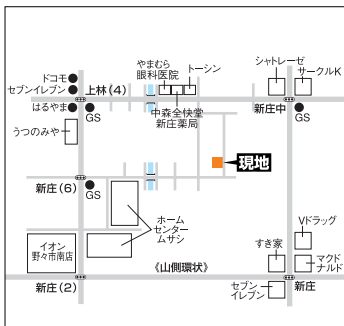 ドコモ
セブンイレブン
はるやま
上林（4）
GS
うつのみや
やまむら
眼科医院
トーシン
中森全快堂
新庄薬局
シャトレーゼ
サークルK
新庄中
GS
現地
新庄（6）
GS
ホーム
センター
ムサシ
イオン
野々市南店
新庄（2）
《山側環状》
Vドラッグ
すき家
マクド
ナルド
セブン
イレブン
新庄